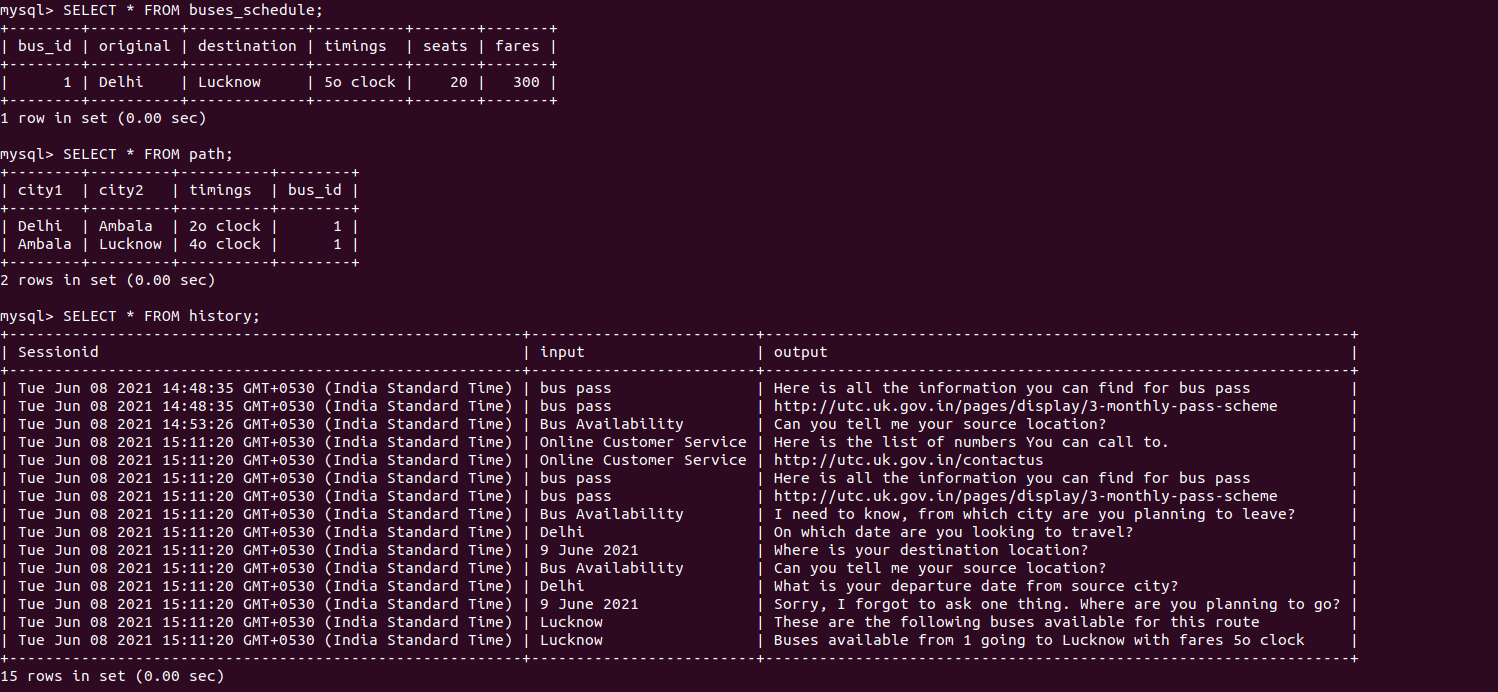 mysql> SELECT * FROM buses_schedule;
+--------+----------+-------------+----------+-------+-------+
| bus_id | original | destination | timings  | seats | fares |
+--------+----------+-------------+----------+-------+-------+
|      1 | Delhi    | Lucknow     | 5o clock |    20 |   300 |
+--------+----------+-------------+----------+-------+-------+
1 row in set (0.00 sec)

mysql> SELECT * FROM path;
+--------+---------+----------+--------+
| city1  | city2   | timings  | bus_id |
+--------+---------+----------+--------+
| Delhi  | Ambala  | 2o clock |      1 |
| Ambala | Lucknow | 4o clock |      1 |
+--------+---------+----------+--------+
2 rows in set (0.00 sec)

mysql> SELECT * FROM history;
+---------------------------------------------------------+-------------------------+-----------------------------------------------------------------+
| Sessionid                                               | input                   | output                                                          |
+---------------------------------------------------------+-------------------------+-----------------------------------------------------------------+
| Tue Jun 08 2021 14:48:35 GMT+0530 (India Standard Time) | bus pass                | Here is all the information you can find for bus pass           |
| Tue Jun 08 2021 14:48:35 GMT+0530 (India Standard Time) | bus pass                | http://utc.uk.gov.in/pages/display/3-monthly-pass-scheme        |
| Tue Jun 08 2021 14:53:26 GMT+0530 (India Standard Time) | Bus Availability        | Can you tell me your source location?                           |
| Tue Jun 08 2021 15:11:20 GMT+0530 (India Standard Time) | Online Customer Service | Here is the list of numbers You can call to.                    |
| Tue Jun 08 2021 15:11:20 GMT+0530 (India Standard Time) | Online Customer Service | http://utc.uk.gov.in/contactus                                  |
| Tue Jun 08 2021 15:11:20 GMT+0530 (India Standard Time) | bus pass                | Here is all the information you can find for bus pass           |
| Tue Jun 08 2021 15:11:20 GMT+0530 (India Standard Time) | bus pass                | http://utc.uk.gov.in/pages/display/3-monthly-pass-scheme        |
| Tue Jun 08 2021 15:11:20 GMT+0530 (India Standard Time) | Bus Availability        | I need to know, from which city are you planning to leave?      |
| Tue Jun 08 2021 15:11:20 GMT+0530 (India Standard Time) | Delhi                   | On which date are you looking to travel?                        |
| Tue Jun 08 2021 15:11:20 GMT+0530 (India Standard Time) | 9 June 2021             | Where is your destination location?                             |
| Tue Jun 08 2021 15:11:20 GMT+0530 (India Standard Time) | Bus Availability        | Can you tell me your source location?                           |
| Tue Jun 08 2021 15:11:20 GMT+0530 (India Standard Time) | Delhi                   | What is your departure date from source city?                   |
| Tue Jun 08 2021 15:11:20 GMT+0530 (India Standard Time) | 9 June 2021             | Sorry, I forgot to ask one thing. Where are you planning to go? |
| Tue Jun 08 2021 15:11:20 GMT+0530 (India Standard Time) | Lucknow                 | These are the following buses available for this route          |
| Tue Jun 08 2021 15:11:20 GMT+0530 (India Standard Time) | Lucknow                 | Buses available from 1 going to Lucknow with fares 5o clock     |
+---------------------------------------------------------+-------------------------+-----------------------------------------------------------------+
15 rows in set (0.00 sec)